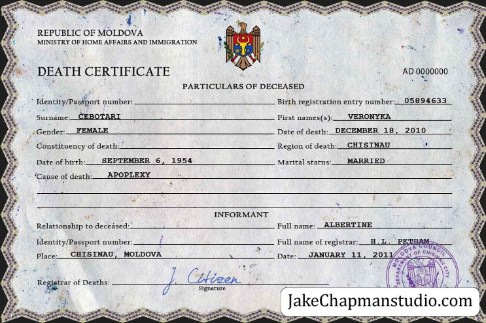 REPUBLIC OF MOLDOVA
MINISTRY OF HOME AFFAIRS AND IMMIGRATION
DEATH CERTIFICATE
AD 0000000
PARTICULARS OF DECEASED
Identity/Passport number: Birth registration entry number: 05894633
Surname: CEBOTARI First names(s): VERONYKA
Gender: FEMALE Date of death: DECEMBER 18, 2010
Constituency of death: Region of death: CHISINAU
Date of birth: SEPTEMBER 6, 1954 Marital status: MARRIED
Cause of death: APOPLEXY
INFORMANT
Relationship to deceased: Full name: ALBERTINE
Identity/Passport number: Full name of registrar: H.L. PETHAM
Place: CHISINAU, MOLDOVA Date: JANUARY 11, 2011
Registrar of Deaths: J. Citizen
Signature
MOLDOVA COUNCIL
JakeChapmanstudio.com